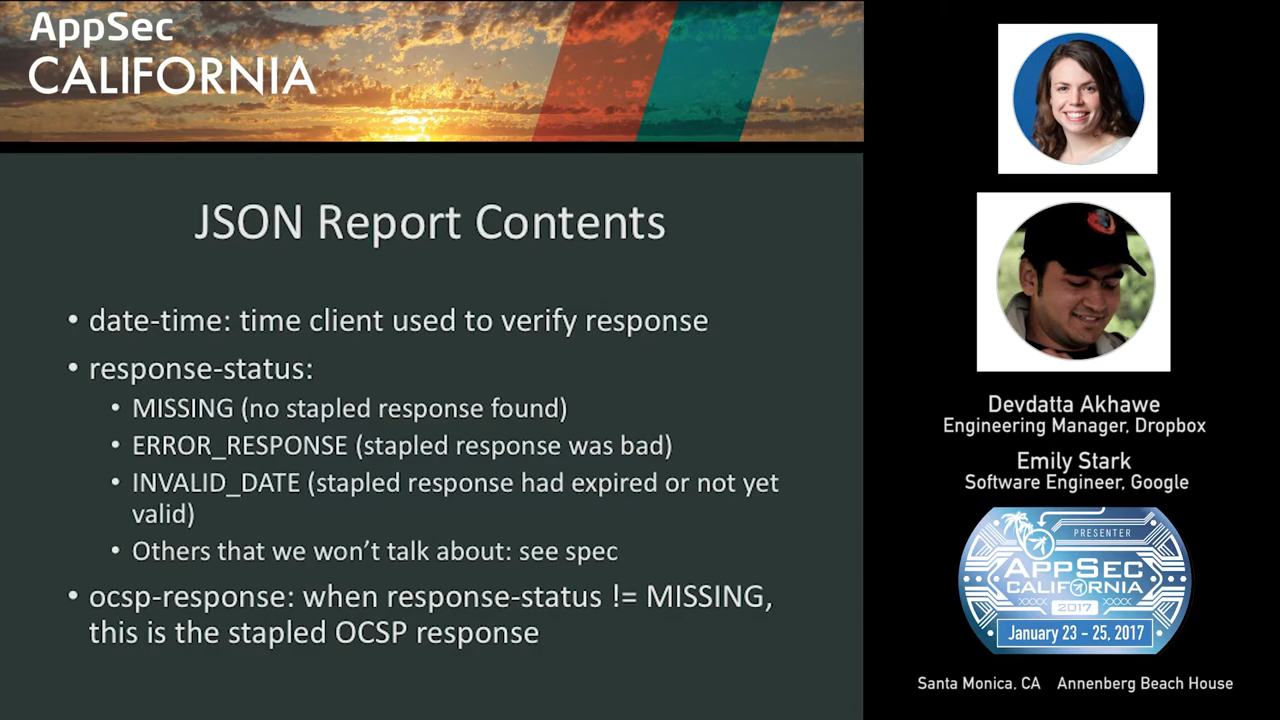 AppSec
CALIFORNIA
JSON Report Contents
• date-time: time client used to verify response
• response-status:
• MISSING (no stapled response found)
• ERROR_RESPONSE (stapled response was bad)
• INVALID_DATE (stapled response had expired or not yet
valid)
• Others that we won't talk about: see spec
• ocsp-response: when response-status != MISSING,
this is the stapled OCSP response
Devdatta Akhawe
Engineering Manager, Dropbox
Emily Stark
Software Engineer, Google
PRESENTER
APPSEC
CALIFORNIA
2017
January 23 - 25, 2017
Santa Monica, CA Annenberg Beach House